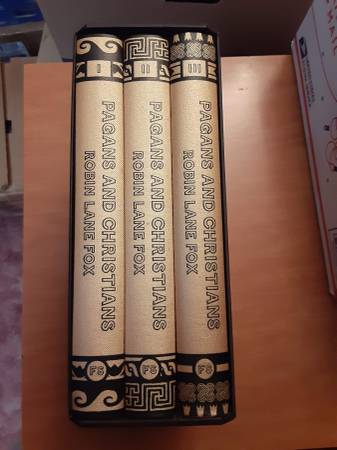 I
PAGANS AND CHRISTIANS
ROBIN LANE FOX
FS
II
PAGANS AND CHRISTIANS
ROBIN LANE FOX
FS
III
PAGANS AND CHRISTIANS
ROBIN LANE FOX
FS